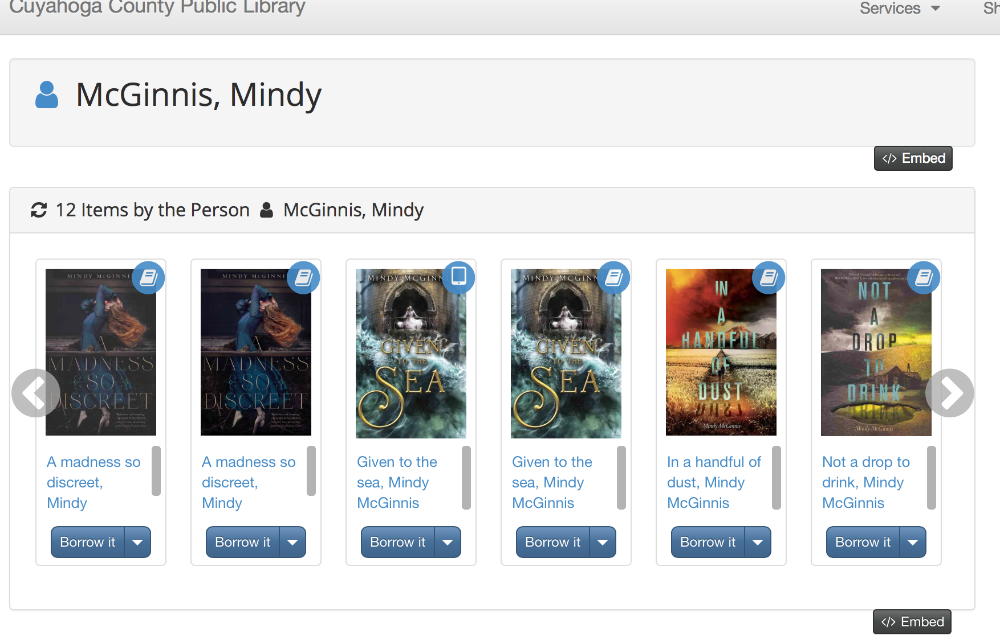 Cuyahoga County Public Library
Services
Sh
McGinnis, Mindy
</> Embed
12 Items by the Person McGinnis, Mindy
MINDY McGINNI
A
MADNESS
SO
DISCREET
MINDY McGINNI
A
MADNESS
SO
DISCREET
MINDY McGINN
GIVEN
TO THE
SEA
MINDY McGINN
GIVEN
TO THE
SEA
IN
A
HANDFUL
OF
DUST
Mindy McGinnis
NOT
A
DROP
TO
DRINK
Mindy McGinnis
A madness so
discreet,
Mindy
A madness so
discreet,
Mindy
Given to the
sea, Mindy
McGinnis
Given to the
sea, Mindy
McGinnis
In a handful of
dust, Mindy
McGinnis
Not a drop to
drink, Mindy
McGinnis
Borrow it
Borrow it
Borrow it
Borrow it
Borrow it
Borrow it
</> Embed